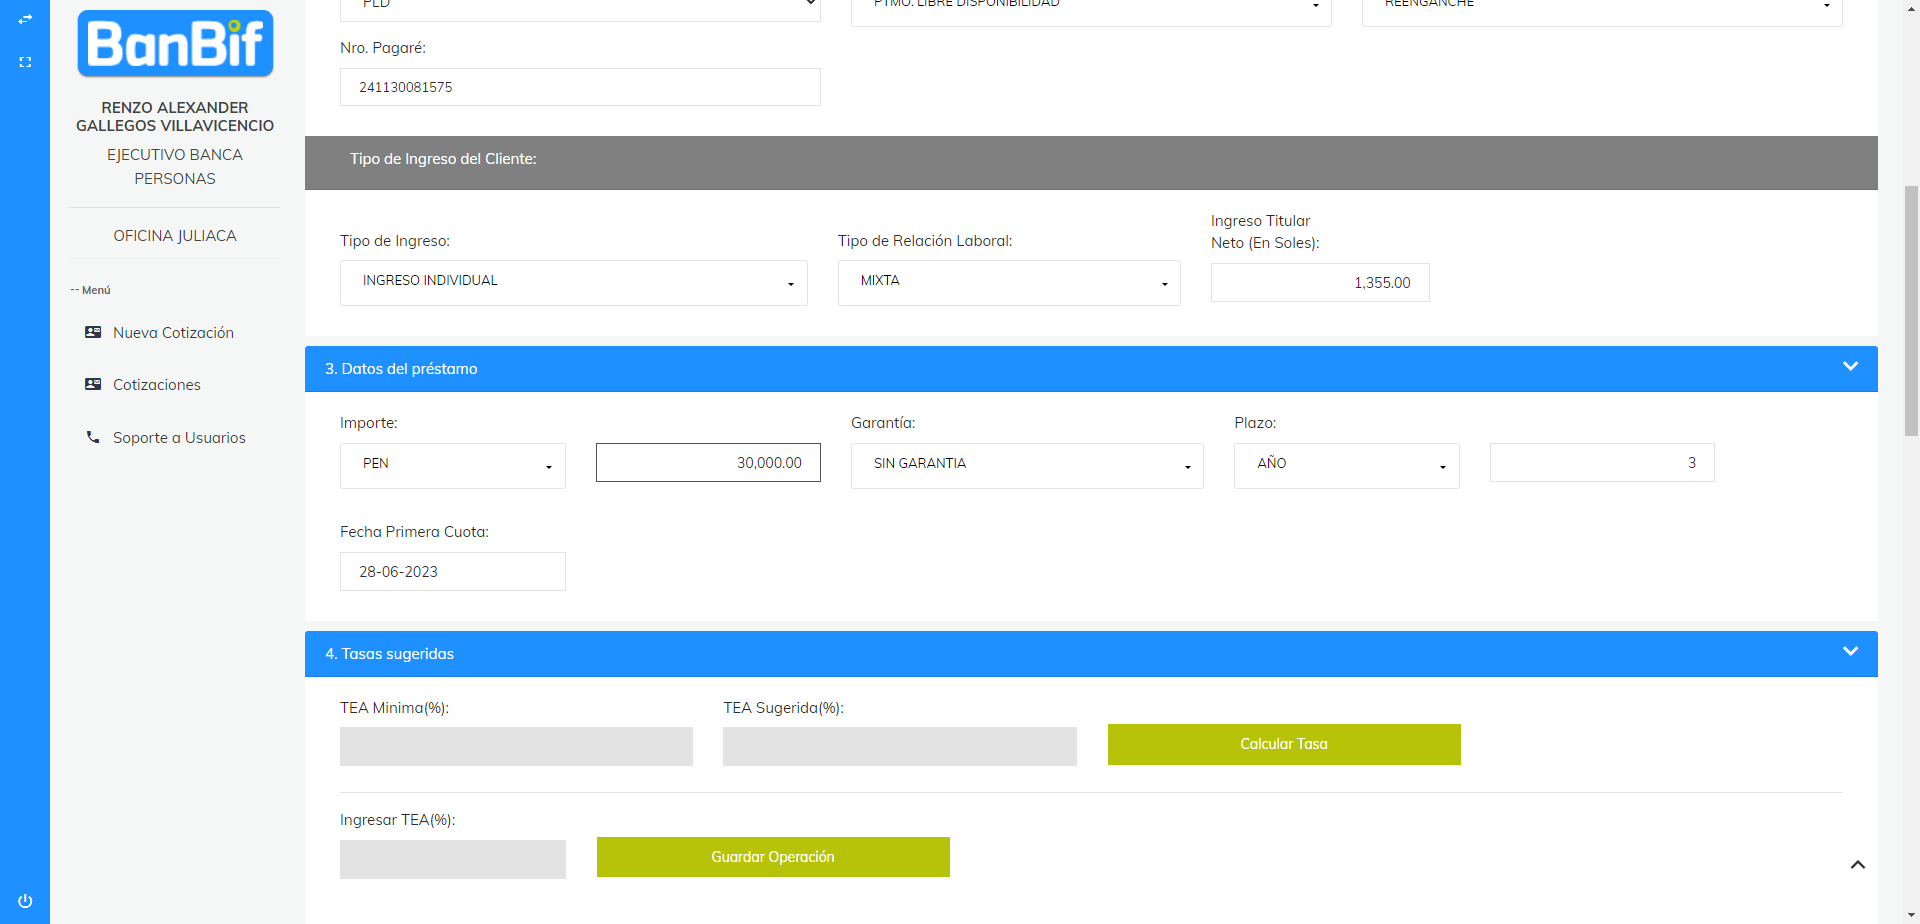 BanBif
RENZO ALEXANDER
GALLEGOS VILLAVICENCIO
EJECUTIVO BANCA
PERSONAS
OFICINA JULIACA
-- Menú
Nueva Cotización
Cotizaciones
Soporte a Usuarios
PLD
PTMO. LIBRE DISPONIBILIDAD
REENGANCHE
Nro. Pagaré:
241130081575
Tipo de Ingreso del Cliente:
Tipo de Ingreso:
INGRESO INDIVIDUAL
Tipo de Relación Laboral:
MIXTA
Ingreso Titular
Neto (En Soles):
1,355.00
3. Datos del préstamo
Importe:
PEN
30,000.00
Garantía:
SIN GARANTIA
Plazo:
AÑO
3
Fecha Primera Cuota:
28-06-2023
4. Tasas sugeridas
TEA Minima(%):
TEA Sugerida(%):
Calcular Tasa
Ingresar TEA(%):
Guardar Operación